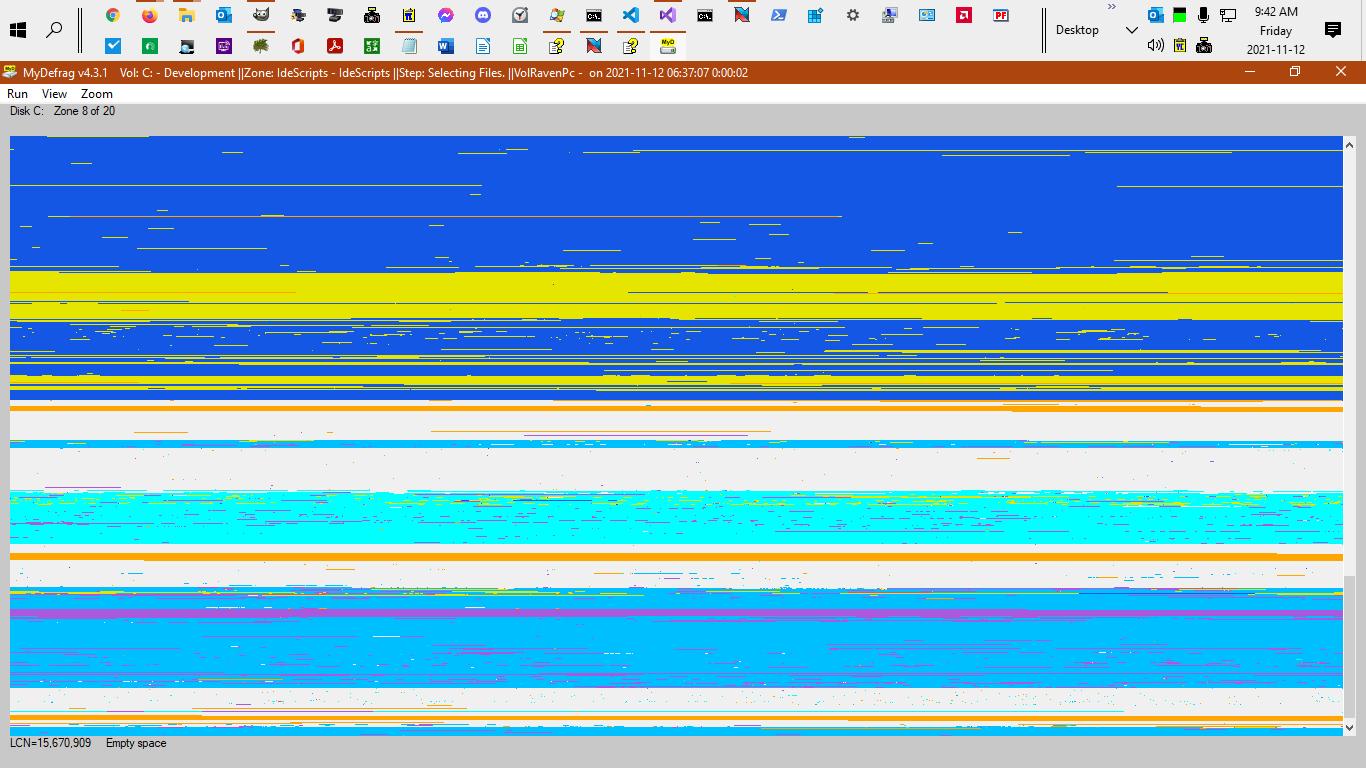 9:42 AM
Friday
2021-11-12
Desktop
MyDefrag v4.3.1 Vol: C: - Development ||Zone: IdeScripts - IdeScripts ||Step: Selecting Files. ||VolRavenPc - on 2021-11-12 06:37:07 0:00:02
Run View Zoom
Disk C: Zone 8 of 20
LCN=15,670,909 Empty space